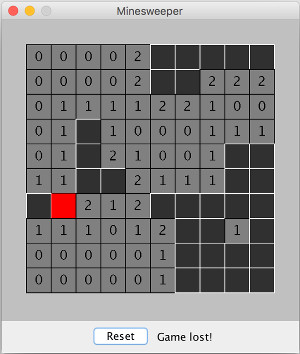 Minesweeper
0 0 0 0 2
0 0 0 0 2 2 2 2
0 1 1 1 1 2 2 1 0 0
0 1 1 0 0 0 1 1 1
0 1 2 1 0 0 1
1 1 2 1 1 1
2 1 2
1 1 1 0 1 2 1
0 0 0 0 0 1
0 0 0 0 0 1
Reset Game lost!